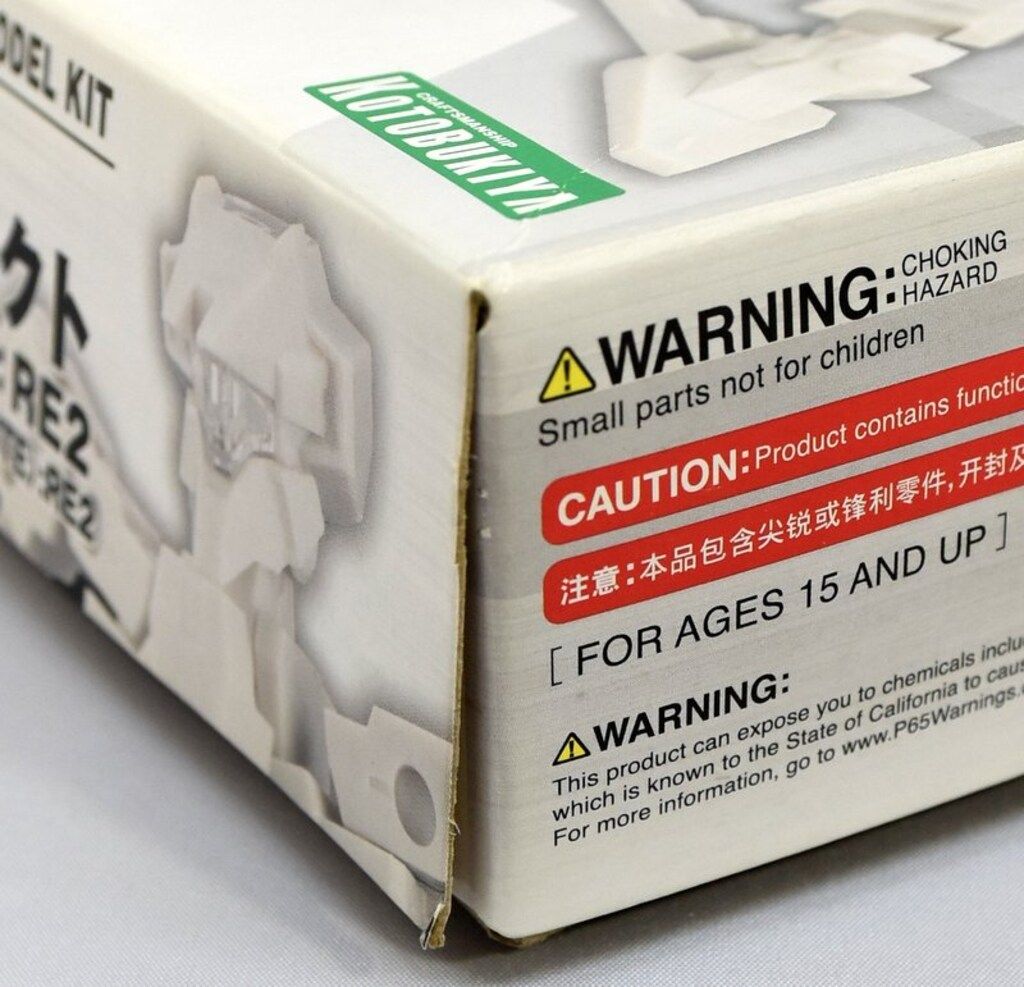 MODEL KIT
クト
:RE2
:RE2
CRAFTSMANSHIP
KOTOBUKIYA
WARNING: CHOKING HAZARD
Small parts not for children
CAUTION: Product contains
注意:本品包含尖锐或锋利零件,开封及
[ FOR AGES 15 AND UP ]
WARNING:
This product can expose you to chemicals
which is known to the State of California to
For more information, go to www.P65Warnings.